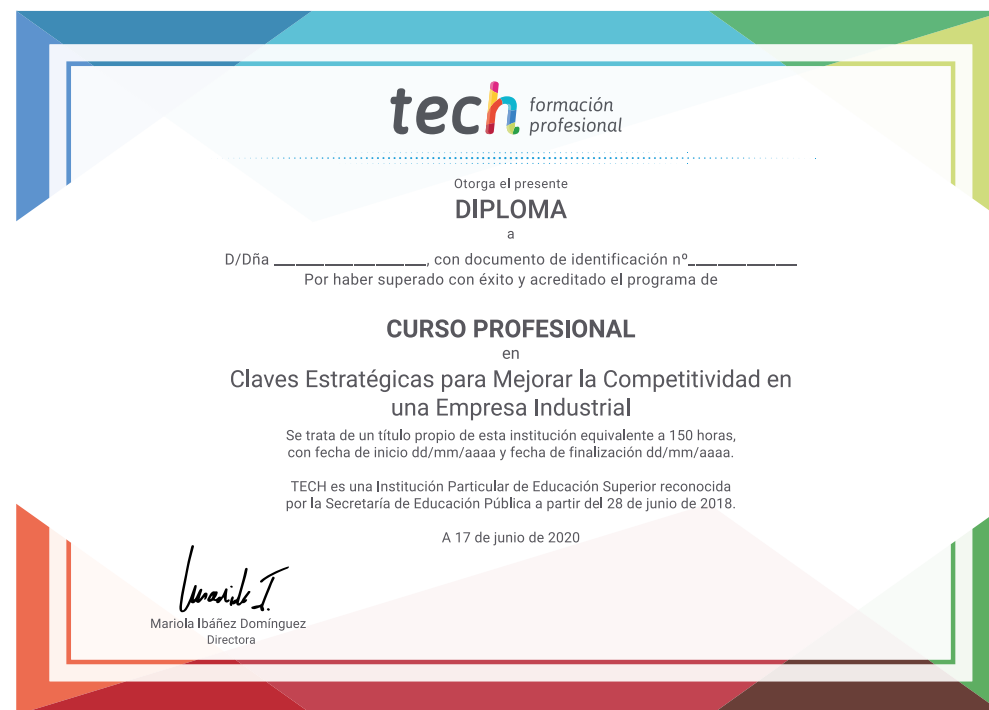 tech formación
profesional
Otorga el presente
DIPLOMA
a
D/Dña ______________, con documento de identificación nº__________
Por haber superado con éxito y acreditado el programa de
CURSO PROFESIONAL
en
Claves Estratégicas para Mejorar la Competitividad en
una Empresa Industrial
Se trata de un título propio de esta institución equivalente a 150 horas,
con fecha de inicio dd/mm/aaaa y fecha de finalización dd/mm/aaaa.
TECH es una Institución Particular de Educación Superior reconocida
por la Secretaría de Educación Pública a partir del 28 de junio de 2018.
A 17 de junio de 2020
Mariola Ibáñez Domínguez
Directora